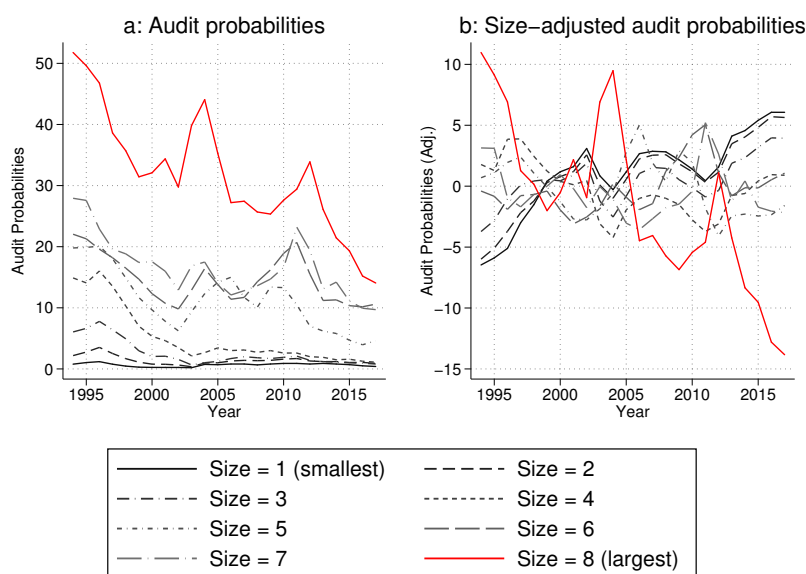 a: Audit probabilities
b: Size−adjusted audit probabilities
Audit Probabilities
50
40
30
20
10
0
1995
2000
2005
2010
2015
Year
Audit Probabilities (Adj.)
10
5
0
−5
−10
−15
1995
2000
2005
2010
2015
Year
Size = 1 (smallest)
Size = 2
Size = 3
Size = 4
Size = 5
Size = 6
Size = 7
Size = 8 (largest)